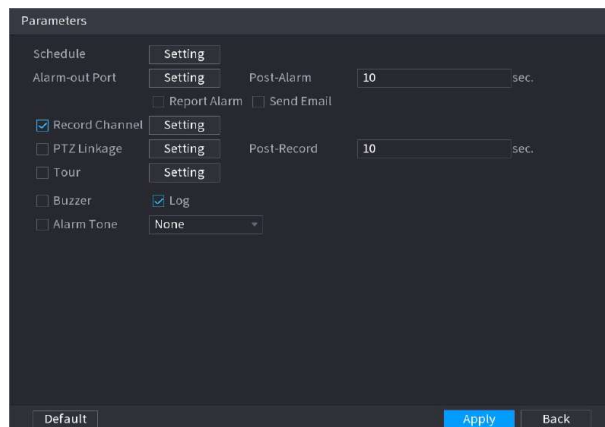 Parameters
Schedule Setting
Alarm-out Port Setting Post-Alarm 10 sec.
Report Alarm Send Email
Record Channel Setting
PTZ Linkage Setting Post-Record 10 sec.
Tour Setting
Buzzer Log
Alarm Tone None
Default Apply Back